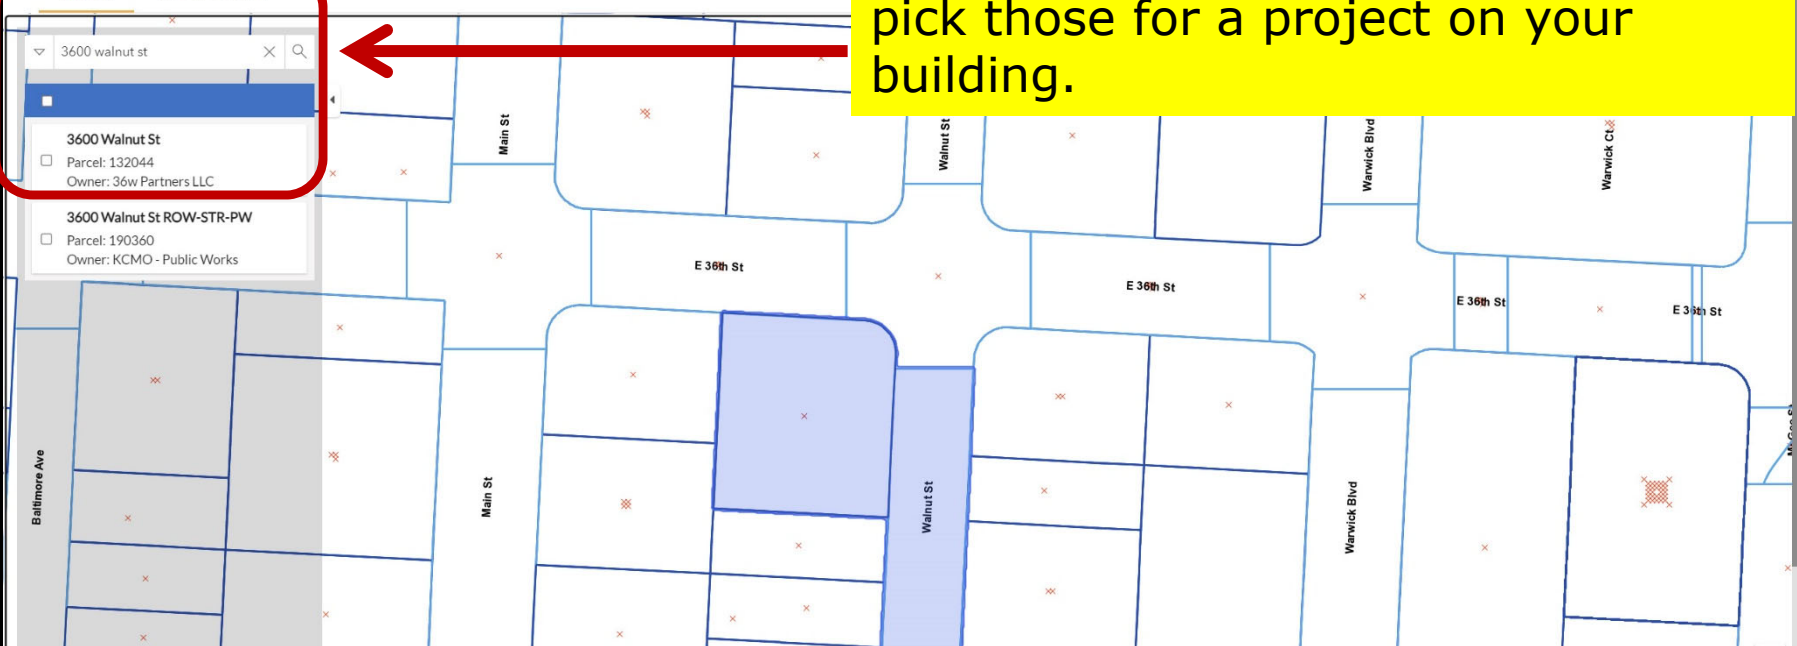 pick those for a project on your
building.
3600 walnut st
3600 Walnut St
Parcel: 132044
Owner: 36w Partners LLC
3600 Walnut St ROW-STR-PW
Parcel: 190360
Owner: KCMO - Public Works
Main St
Walnut St
Warwick Blvd
Warwick Ct
E 36th St
E 36th St
E 36th St
E 36th St
Baltimore Ave
Main St
Walnut St
Warwick Blvd